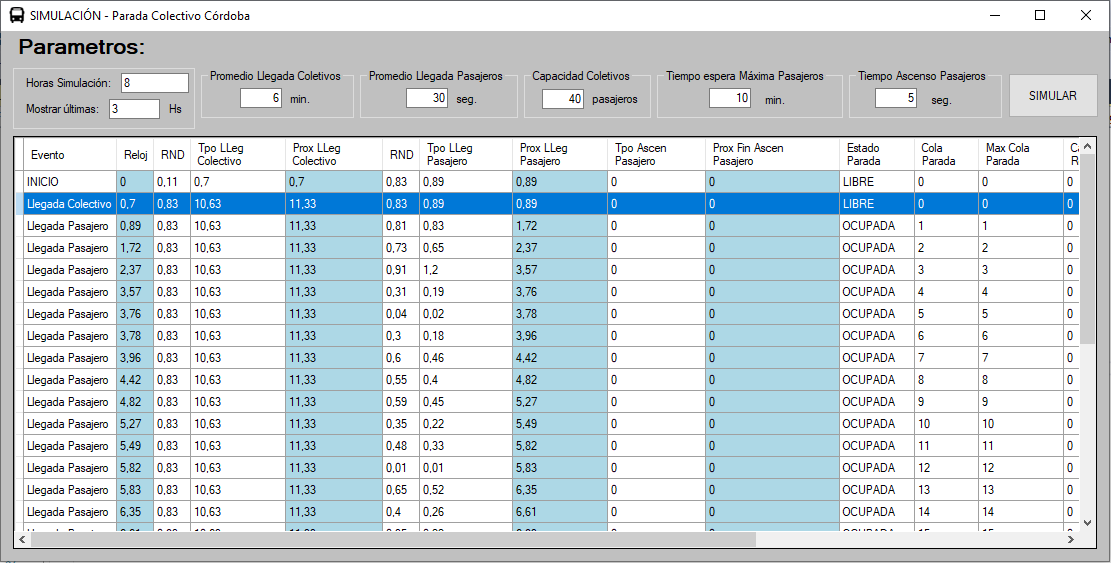 SIMULACIÓN - Parada Colectivo Córdoba
Parametros:
Horas Simulación: 8
Mostrar últimas: 3 Hs
Promedio Llegada Coletivos
6 min.
Promedio Llegada Pasajeros
30 seg.
Capacidad Coletivos
40 pasajeros
Tiempo espera Máxima Pasajeros
10 min.
Tiempo Ascenso Pasajeros
5 seg.
SIMULAR
Evento Reloj RND Tpo LLeg Colectivo Prox LLeg Colectivo RND Tpo LLeg Pasajero Prox LLeg Pasajero Tpo Ascen Pasajero Prox Fin Ascen Pasajero Estado Parada Cola Parada Max Cola Parada
INICIO 0 0,11 0,7 0,7 0,83 0,89 0,89 0 0 LIBRE 0 0 0
Llegada Colectivo 0,7 0,83 10,63 11,33 0,83 0,89 0,89 0 0 LIBRE 0 0 0
Llegada Pasajero 0,89 0,83 10,63 11,33 0,81 0,83 1,72 0 0 OCUPADA 1 1 0
Llegada Pasajero 1,72 0,83 10,63 11,33 0,73 0,65 2,37 0 0 OCUPADA 2 2 0
Llegada Pasajero 2,37 0,83 10,63 11,33 0,91 1,2 3,57 0 0 OCUPADA 3 3 0
Llegada Pasajero 3,57 0,83 10,63 11,33 0,31 0,19 3,76 0 0 OCUPADA 4 4 0
Llegada Pasajero 3,76 0,83 10,63 11,33 0,04 0,02 3,78 0 0 OCUPADA 5 5 0
Llegada Pasajero 3,78 0,83 10,63 11,33 0,3 0,18 3,96 0 0 OCUPADA 6 6 0
Llegada Pasajero 3,96 0,83 10,63 11,33 0,6 0,46 4,42 0 0 OCUPADA 7 7 0
Llegada Pasajero 4,42 0,83 10,63 11,33 0,55 0,4 4,82 0 0 OCUPADA 8 8 0
Llegada Pasajero 4,82 0,83 10,63 11,33 0,59 0,45 5,27 0 0 OCUPADA 9 9 0
Llegada Pasajero 5,27 0,83 10,63 11,33 0,35 0,22 5,49 0 0 OCUPADA 10 10 0
Llegada Pasajero 5,49 0,83 10,63 11,33 0,48 0,33 5,82 0 0 OCUPADA 11 11 0
Llegada Pasajero 5,82 0,83 10,63 11,33 0,01 0,01 5,83 0 0 OCUPADA 12 12 0
Llegada Pasajero 5,83 0,83 10,63 11,33 0,65 0,52 6,35 0 0 OCUPADA 13 13 0
Llegada Pasajero 6,35 0,83 10,63 11,33 0,4 0,26 6,61 0 0 OCUPADA 14 14 0